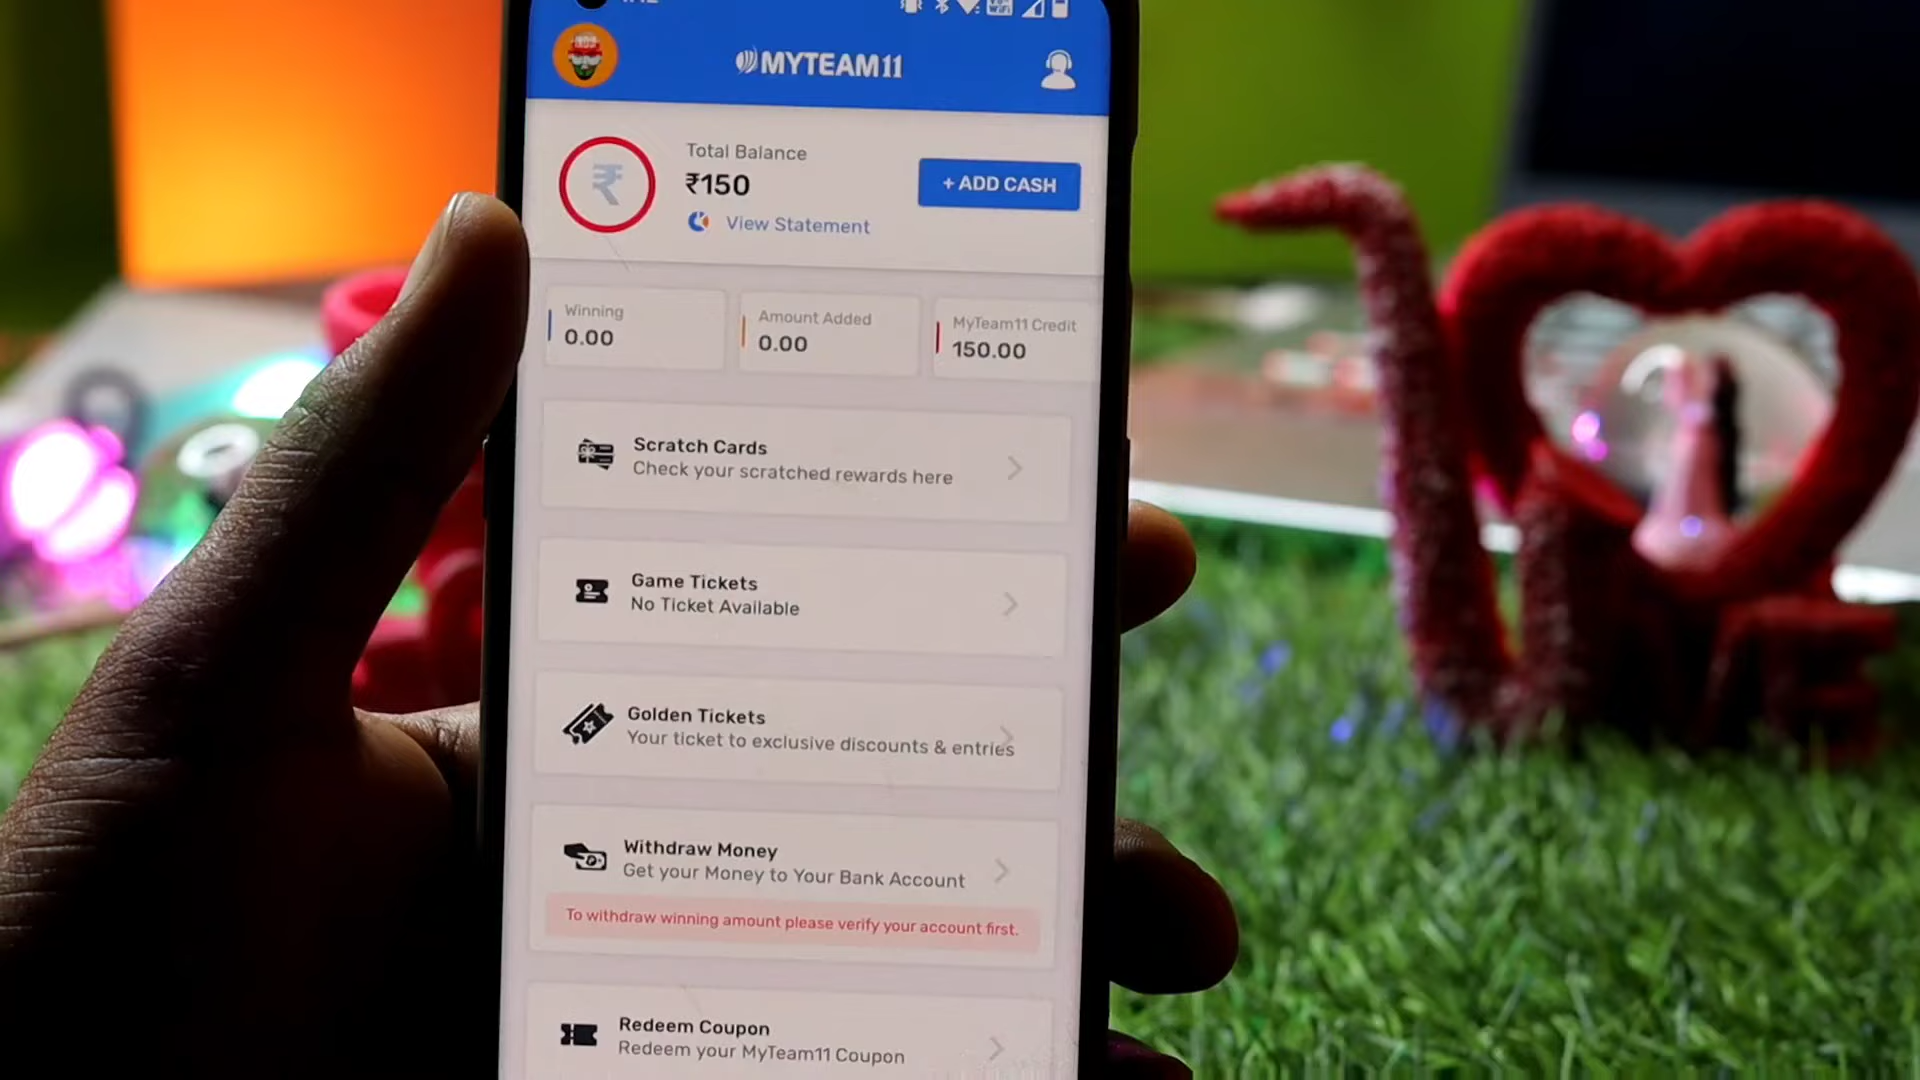 MYTEAM11
Total Balance
₹150
+ ADD CASH
View Statement
Winning
0.00
Amount Added
0.00
MyTeam11 Credit
150.00
Scratch Cards
Check your scratched rewards here
Game Tickets
No Ticket Available
Golden Tickets
Your ticket to exclusive discounts & entries
Withdraw Money
Get your Money to Your Bank Account
To withdraw winning amount please verify your account first.
Redeem Coupon
Redeem your MyTeam11 Coupon